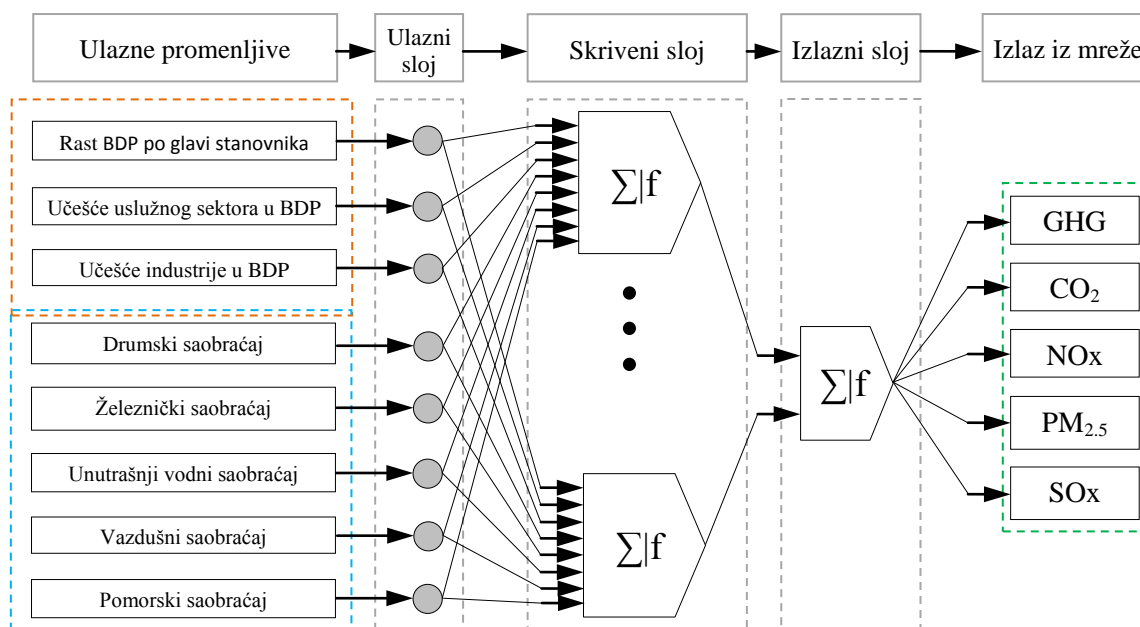 Ulazne promenljive
Ulazni
sloj
Skriveni sloj
Izlazni sloj
Izlaz iz mreže
Rast BDP po glavi stanovnika
Učešće uslužnog sektora u BDP
Učešće industrije u BDP
Drumski saobraćaj
Železnički saobraćaj
Unutrašnji vodni saobraćaj
Vazdušni saobraćaj
Pomorski saobraćaj
∑|f
∑|f
∑|f
GHG
CO₂
NOx
PM₂.₅
SOx